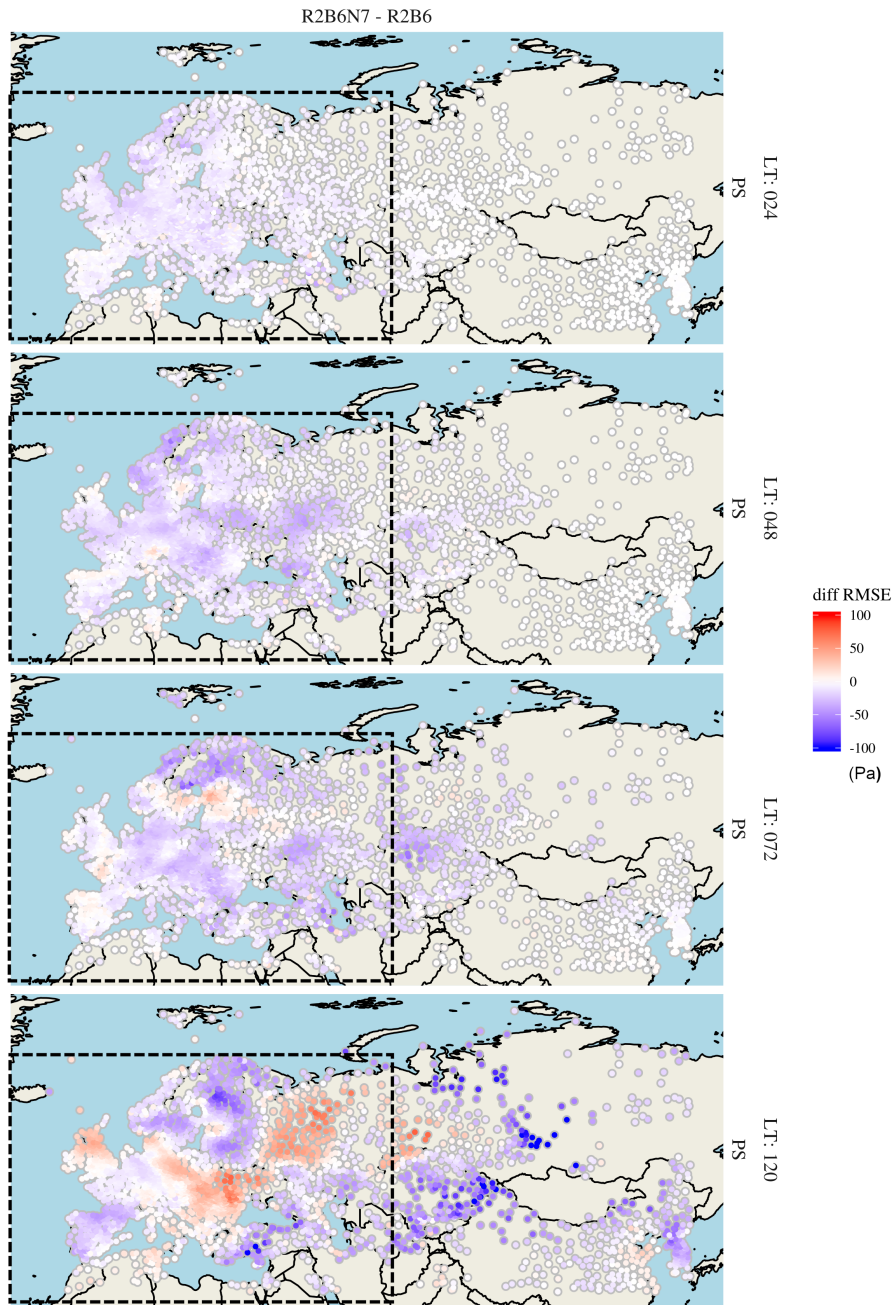 R2B6N7 - R2B6
LT: 024
PS
LT: 048
PS
diff RMSE
100
50
0
-50
-100
(Pa)
LT: 072
PS
LT: 120
PS